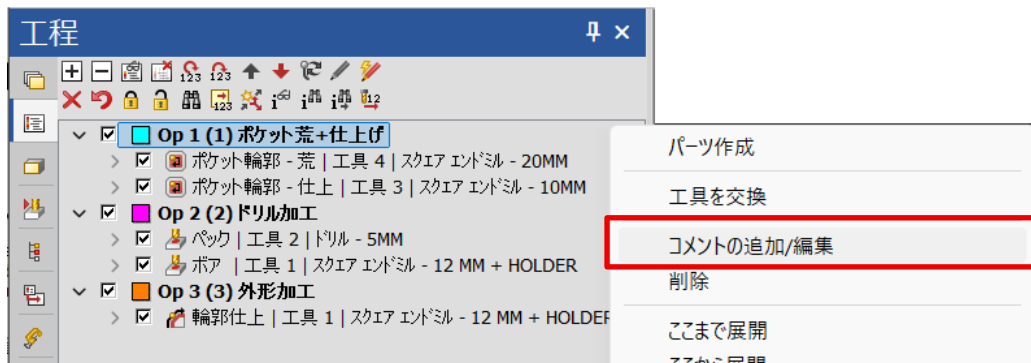 工程
Op 1 (1) ポケット荒+仕上げ
ポケット輪郭 - 荒 | 工具 4 | スクエア エンドミル - 20MM
ポケット輪郭 - 仕上 | 工具 3 | スクエア エンドミル - 10MM
Op 2 (2) ドリル加工
ペック | 工具 2 | ドリル - 5MM
ボア | 工具 1 | スクエア エンドミル - 12 MM + HOLDER
Op 3 (3) 外形加工
輪郭仕上 | 工具 1 | スクエア エンドミル - 12 MM + HOLDER
パーツ作成
工具を交換
コメントの追加/編集
削除
ここまで展開
ここから展開